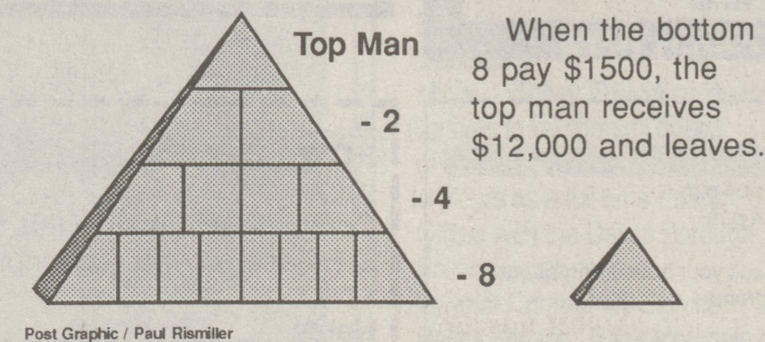 Top Man
When the bottom
8 pay $1500, the
top man receives
$12,000 and leaves.
- 2
- 4
- 8
Post Graphic / Paul Rismiller